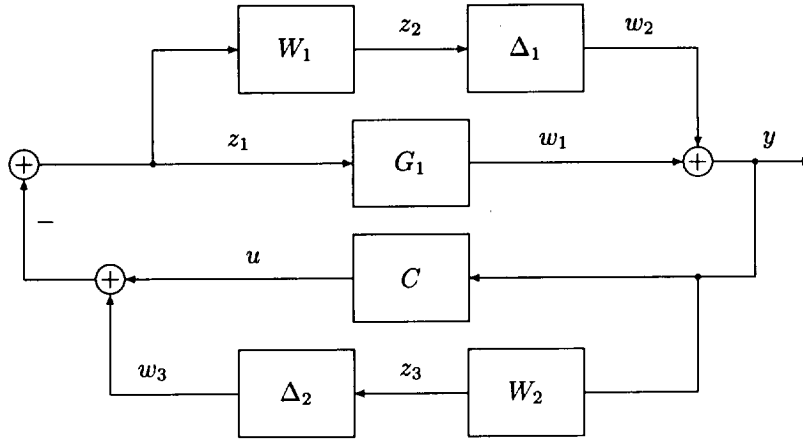 W₁
z₂
Δ₁
w₂
+
z₁
G₁
w₁
+
y
−
+
u
C
w₃
Δ₂
z₃
W₂